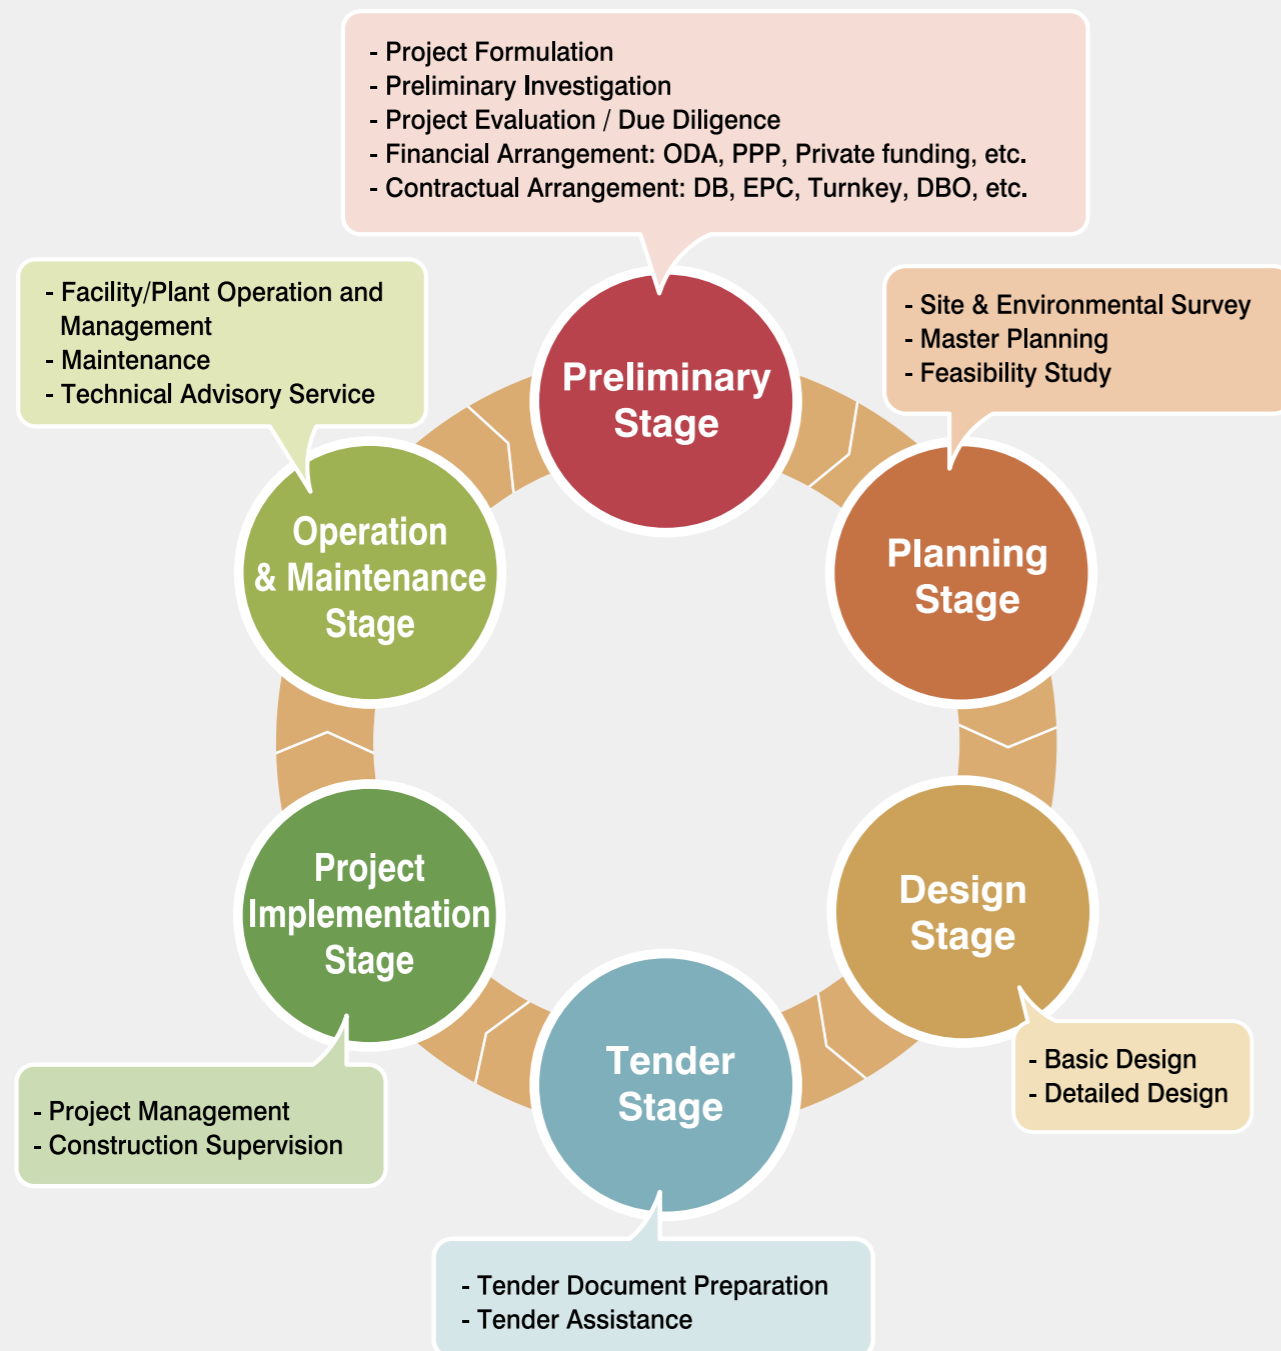 - Project Formulation
- Preliminary Investigation
- Project Evaluation / Due Diligence
- Financial Arrangement: ODA, PPP, Private funding, etc.
- Contractual Arrangement: DB, EPC, Turnkey, DBO, etc.
Preliminary
Stage
- Site & Environmental Survey
- Master Planning
- Feasibility Study
Planning
Stage
Design
Stage
- Basic Design
- Detailed Design
Tender
Stage
- Tender Document Preparation
- Tender Assistance
Project
Implementation
Stage
- Project Management
- Construction Supervision
- Facility/Plant Operation and
Management
- Maintenance
- Technical Advisory Service
Operation
& Maintenance
Stage